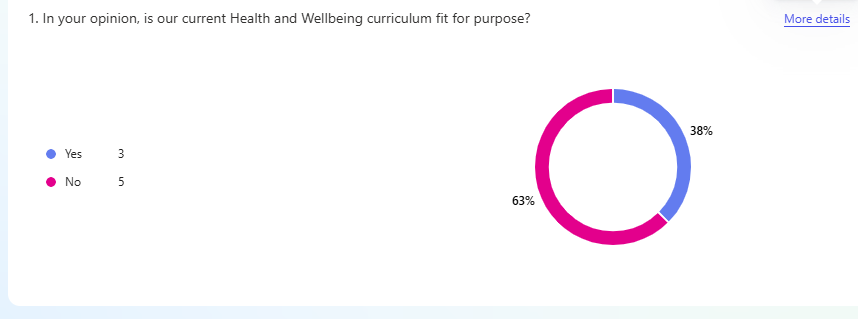 1. In your opinion, is our current Health and Wellbeing curriculum fit for purpose?
More details
38%
Yes 3
No 5
63%